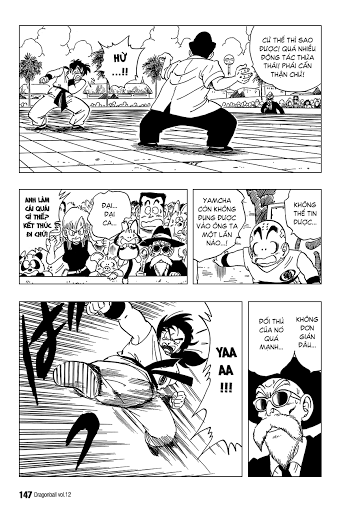 CỨ THẾ THÌ SAO
ĐƯỢC! QUÁ NHIỀU
ĐỘNG TÁC THỪA
THÃI! PHẢI CẨN
THẬN CHỨ!
HỪ
...!!
KHÔNG
THỂ TIN
ĐƯỢC...
YAMCHA
CÒN KHÔNG
ĐỤNG ĐƯỢC
VÀO ÔNG TA
MỘT LẦN
NÀO...!
ĐẠI...
ĐẠI
CA...
ANH LÀM
CÁI QUÁI
GÌ THẾ?
KẾT THÚC
ĐI CHỨ!
KHÔNG
ĐƠN
GIẢN
ĐÂU...
ĐỐI THỦ
CỦA NÓ
QUÁ
MẠNH...
YAA
AA
!!!
147 Dragonball vol.12